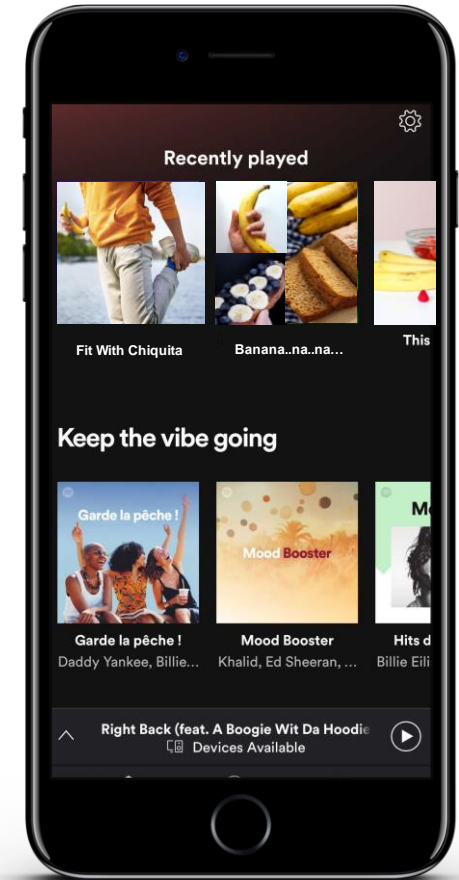 Recently played
Fit With Chiquita
Banana..na..na...
This
Keep the vibe going
Garde la pêche !
Mood Booster
Garde la pêche !
Mood Booster
Hits d
Daddy Yankee, Billie...
Khalid, Ed Sheeran, ...
Billie Eili
Right Back (feat. A Boogie Wit Da Hoodie
Devices Available